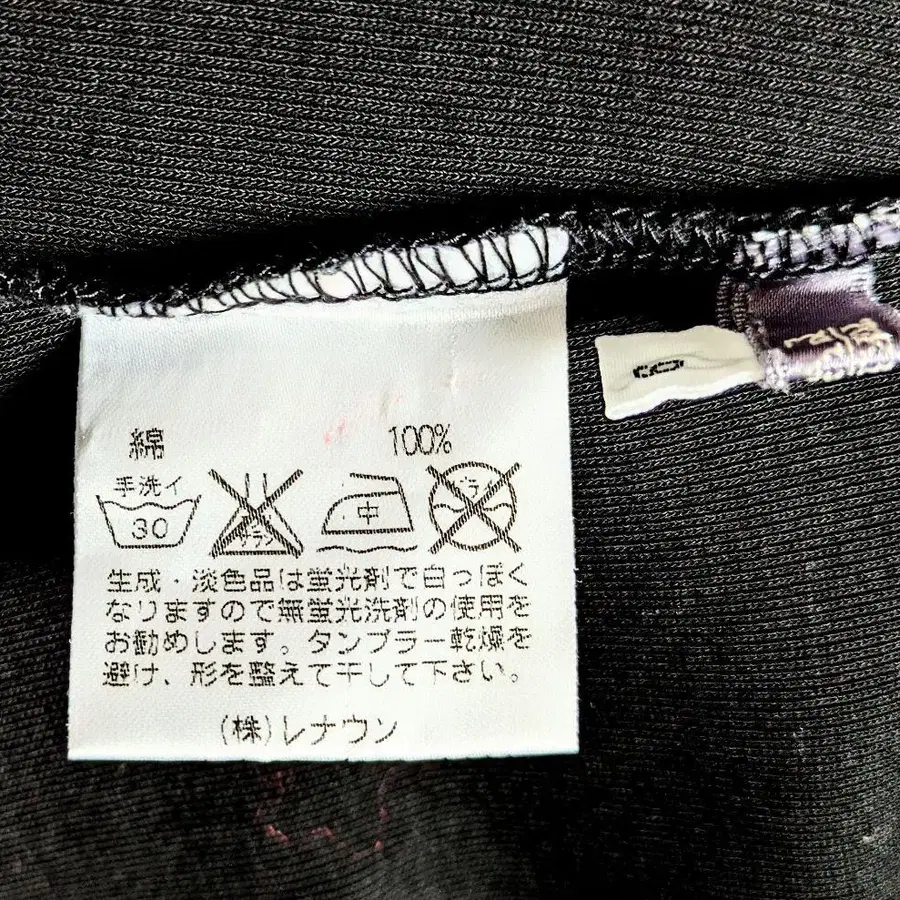 綿 100%
手洗イ
30
中
ドライ
生成・淡色品は蛍光剤で白っぽく
なりますので無蛍光洗剤の使用を
お勧めします。タンブラー乾燥を
避け、形を整えて干して下さい。
(株)レナウン